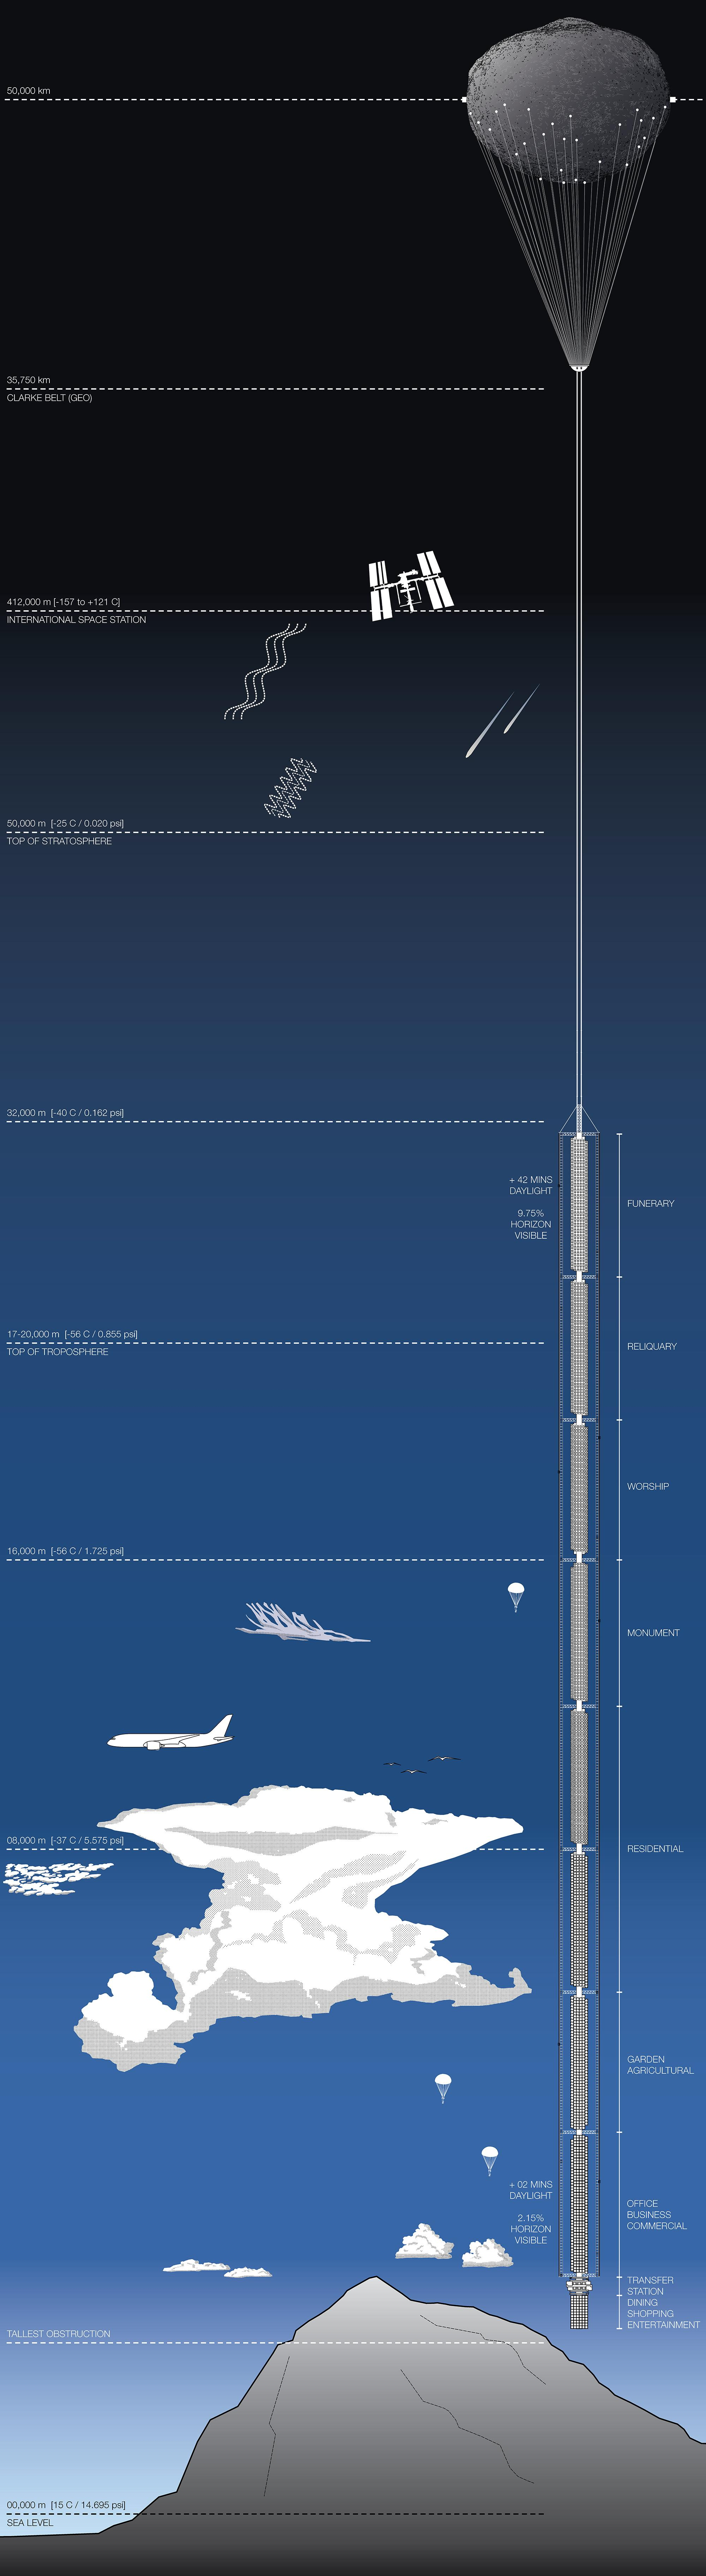 50,000 km
35,750 km
CLARKE BELT (GEO)
412,000 m [-157 to +121 C]
INTERNATIONAL SPACE STATION
50,000 m [-25 C / 0.020 psi]
TOP OF STRATOSPHERE
32,000 m [-40 C / 0.162 psi]
+ 42 MINS
DAYLIGHT
9.75%
HORIZON
VISIBLE
FUNERARY
17-20,000 m [-56 C / 0.855 psi]
TOP OF TROPOSPHERE
RELIQUARY
WORSHIP
16,000 m [-56 C / 1.725 psi]
MONUMENT
08,000 m [-37 C / 5.575 psi]
RESIDENTIAL
GARDEN
AGRICULTURAL
+ 02 MINS
DAYLIGHT
2.15%
HORIZON
VISIBLE
OFFICE
BUSINESS
COMMERCIAL
TRANSFER
STATION
DINING
SHOPPING
ENTERTAINMENT
TALLEST OBSTRUCTION
00,000 m [15 C / 14.695 psi]
SEA LEVEL